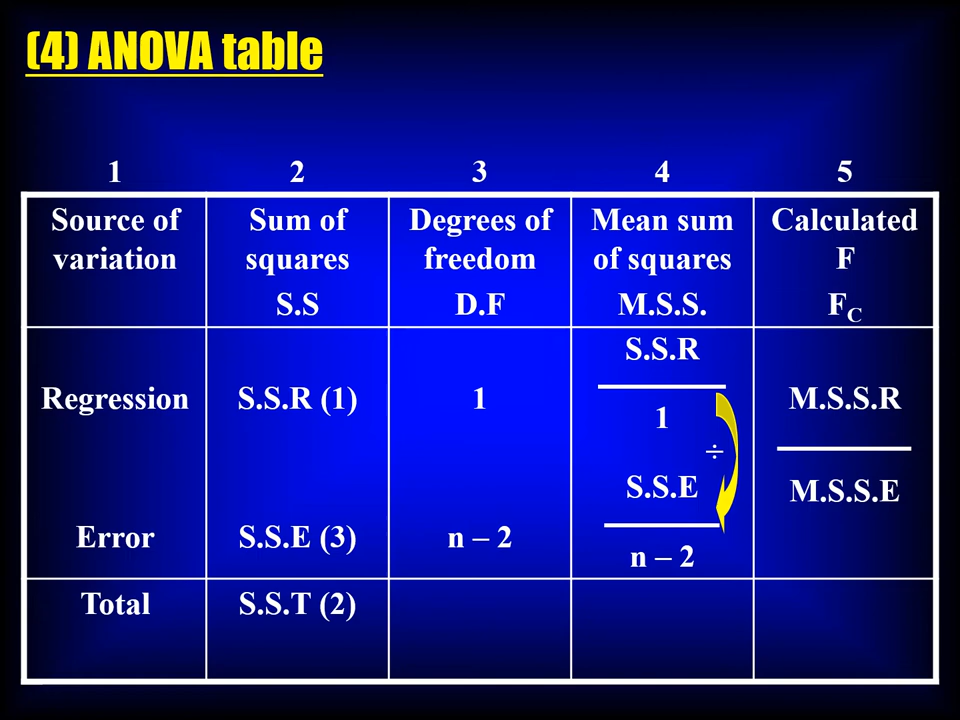 (4) ANOVA table
1 2 3 4 5
Source of variation
Sum of squares
S.S
Degrees of freedom
D.F
Mean sum of squares
M.S.S.
Calculated F
FC
Regression
S.S.R (1)
1
S.S.R
1
÷
S.S.E
n – 2
M.S.S.R
M.S.S.E
Error
S.S.E (3)
n – 2
Total
S.S.T (2)